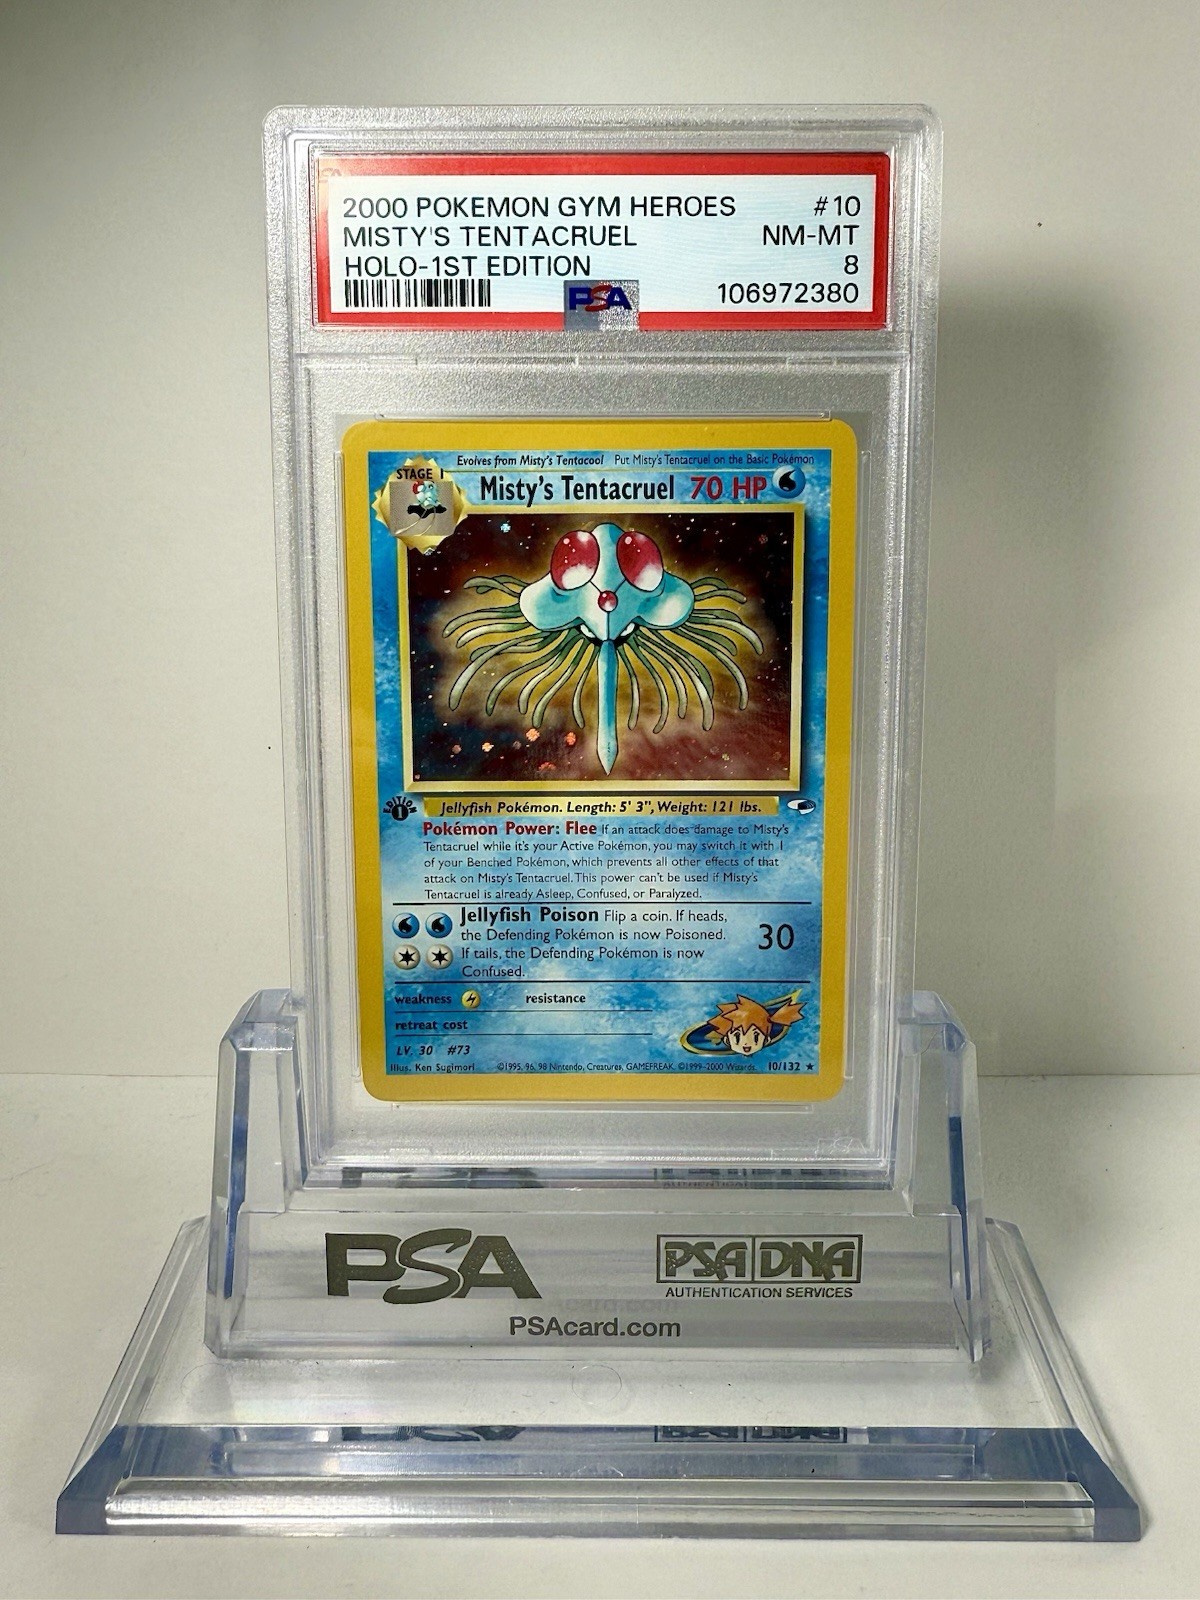 2000 POKEMON GYM HEROES #10
MISTY'S TENTACRUEL NM-MT
HOLO-1ST EDITION 8
PSA 106972380
Evolves from Misty's Tentacool Put Misty's Tentacruel on the Basic Pokémon
STAGE 1
Misty's Tentacruel 70 HP
EDITION
1
Jellyfish Pokémon. Length: 5' 3", Weight: 121 lbs.
Pokémon Power: Flee If an attack does damage to Misty's
Tentacruel while it's your Active Pokémon, you may switch it with 1
of your Benched Pokémon, which prevents all other effects of that
attack on Misty's Tentacruel. This power can't be used if Misty's
Tentacruel is already Asleep, Confused, or Paralyzed.
Jellyfish Poison Flip a coin. If heads,
the Defending Pokémon is now Poisoned.
If tails, the Defending Pokémon is now
Confused.
30
weakness resistance
retreat cost
LV. 30 #73
Illus. Ken Sugimori ©1995, 96, 98 Nintendo, Creatures, GAMEFREAK. ©1999-2000 Wizards. 10/132 ★
PSA
PSA DNA
AUTHENTICATION SERVICES
PSAcard.com